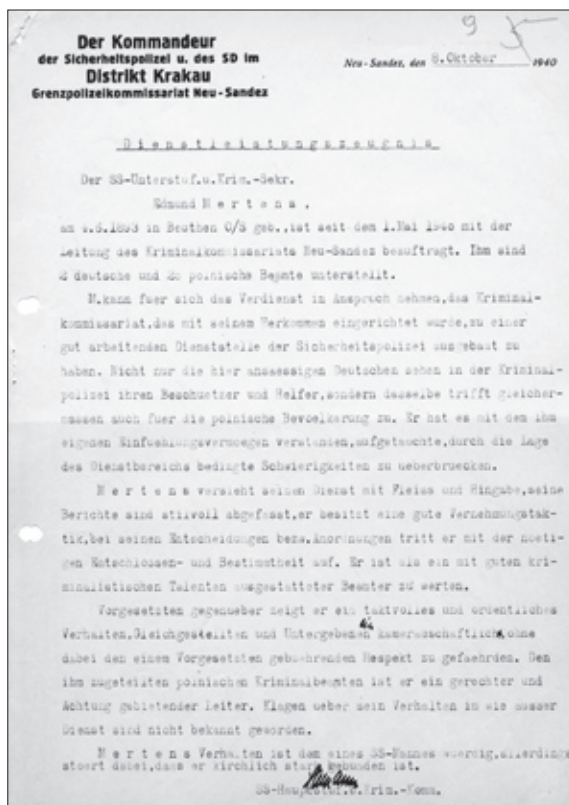 9
Der Kommandeur
der Sicherheitspolizei u. des SD im
Distrikt Krakau
Grenzpolizeikommissariat Neu-Sandez
Neu-Sandez, den 8.Oktober 1940
Dienstleistungszeugnis
Der SS-Unterstuf.u.Krim.-Sekr.
Edmund Mertens,
am 4.6.1893 in Beuthen O/S geb.,ist seit dem 1.Mai 1940 mit der
Leitung des Kriminalkommissariats Neu-Sandez beauftragt. Ihm sind
deutsche und 20 polnische Beamte unterstellt.
M.kann fuer sich das Verdienst in Anspruch nehmen,das Kriminal-
kommissariat,das mit seinem Herkommen eingerichtet wurde,zu einer
gut arbeitenden Dienststelle der Sicherheitspolizei ausgebaut zu
haben. Nicht nur die hier ansaessigen Deutschen sehen in der Kriminal-
polizei ihren Beschuetzer und Helfer,sondern dasselbe trifft gleicher-
massen auch fuer die polnische Bevoelkerung zu. Er hat es mit dem ihm
eigenen Einfuehlungsvermoegen verstanden,aufgetauchte,durch die Lage
des Dienstbereichs bedingte Schwierigkeiten zu ueberbruecken.
Mertens versieht seinen Dienst mit Fleiss und Hingabe,seine
Berichte sind stilvoll abgefasst,er besitzt eine gute Vernehmungstak-
tik,bei seinen Entscheidungen bezw.Anordnungen tritt er mit der noeti-
gen Entschlossen- und Bestimmtheit auf. Er ist als ein mit guten kri-
minalistischen Talenten ausgestatteter Beamter zu werten.
Vorgesetzten gegenueber zeigt er ein taktvolles und ordentliches
Verhalten,Gleichgestellten und Untergebenen kameradschaftlich,ohne
dabei den einem Vorgesetzten gebuehrenden Respekt zu gefaehrden. Den
ihm zugeteilten polnischen Kriminalbeamten ist er ein gerechter und
Achtung gebietender Leiter. Klagen ueber sein Verhalten in wie ausser
Dienst sind nicht bekannt geworden.
Mertens Verhalten ist dem eines SS-Mannes wuerdig,allerdings
stoert dabei,dass er kirchlich stark gebunden ist.
SS-Hauptstuf.u.Krim.-Komm.